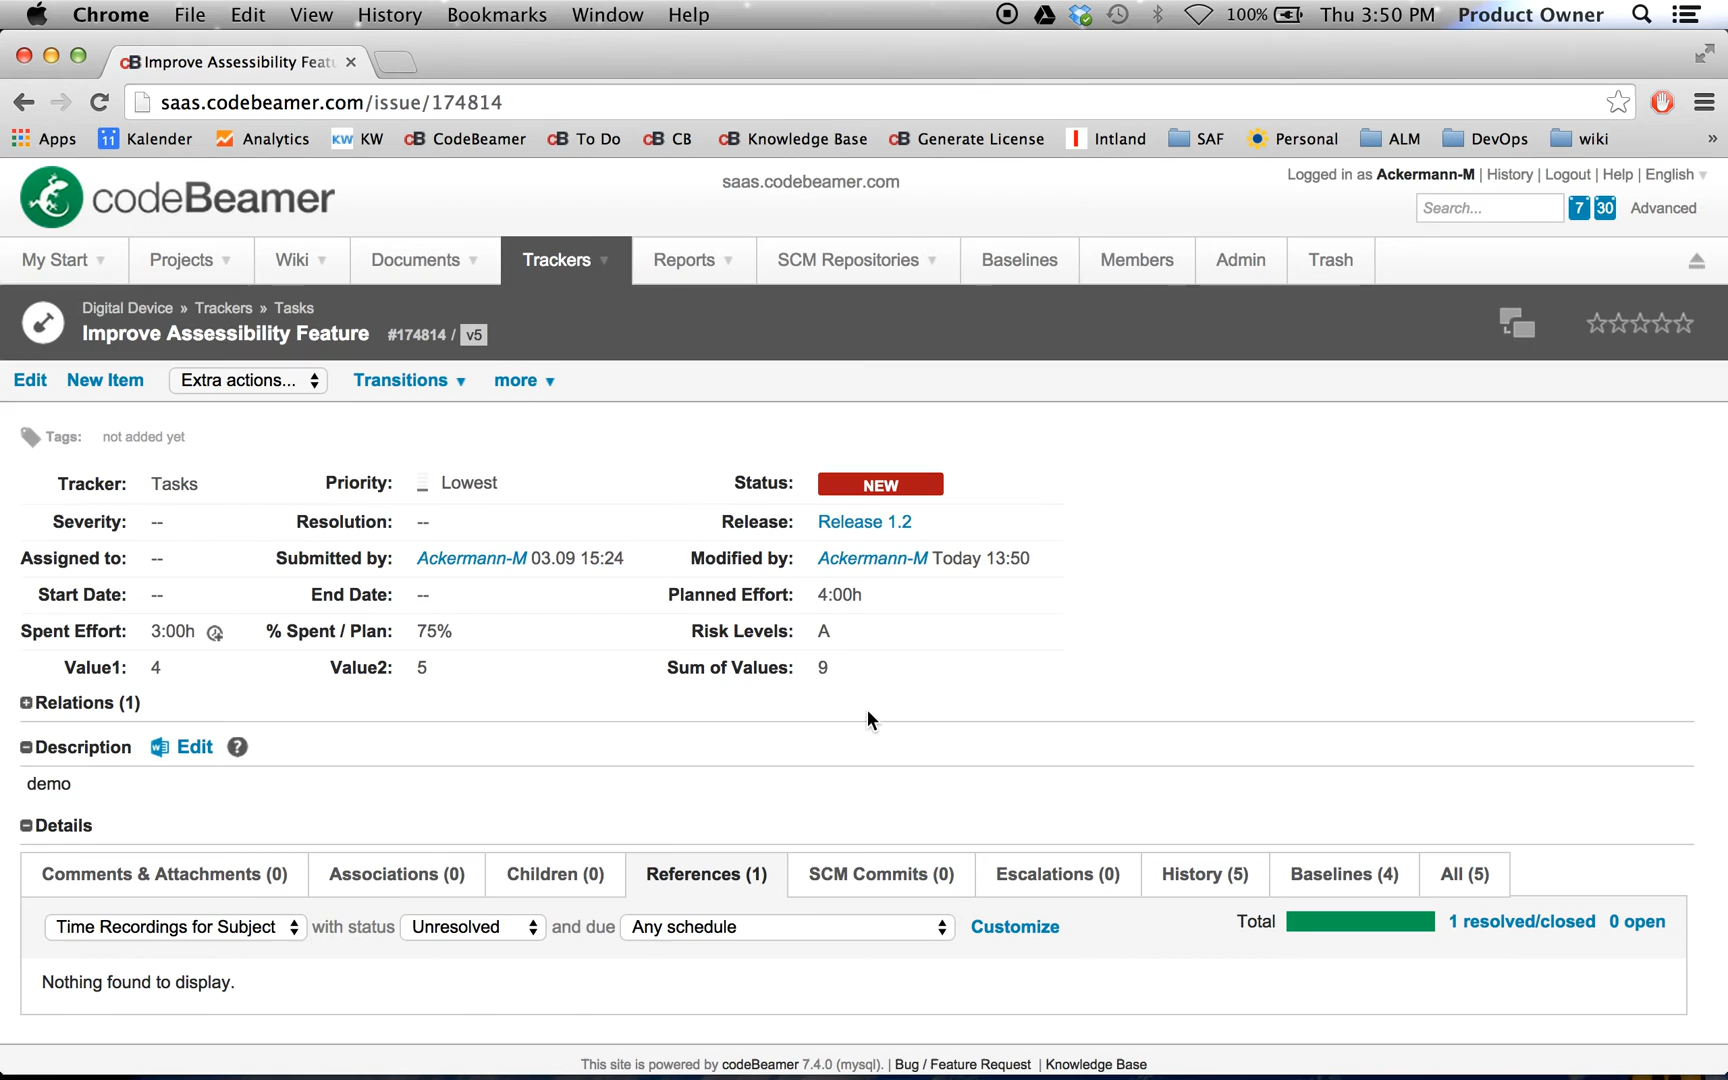 Chrome File Edit View History Bookmarks Window Help 100% Thu 3:50 PM Product Owner
CB Improve Assessibility Featu
saas.codebeamer.com/issue/174814
Apps 11 Kalender Analytics KW KW CB CodeBeamer CB To Do CB CB CB Knowledge Base CB Generate License Intland SAF Personal ALM DevOps wiki »
codeBeamer saas.codebeamer.com Logged in as Ackermann-M | History | Logout | Help | English
Search... 7 30 Advanced
My Start Projects Wiki Documents Trackers Reports SCM Repositories Baselines Members Admin Trash
Digital Device » Trackers » Tasks
Improve Assessibility Feature #174814 / v5
Edit New Item Extra actions... Transitions more
Tags: not added yet
Tracker: Tasks Priority: Lowest Status: NEW
Severity: -- Resolution: -- Release: Release 1.2
Assigned to: -- Submitted by: Ackermann-M 03.09 15:24 Modified by: Ackermann-M Today 13:50
Start Date: -- End Date: -- Planned Effort: 4:00h
Spent Effort: 3:00h % Spent / Plan: 75% Risk Levels: A
Value1: 4 Value2: 5 Sum of Values: 9
Relations (1)
Description Edit ?
demo
Details
Comments & Attachments (0) Associations (0) Children (0) References (1) SCM Commits (0) Escalations (0) History (5) Baselines (4) All (5)
Time Recordings for Subject with status Unresolved and due Any schedule Customize Total 1 resolved/closed 0 open
Nothing found to display.
This site is powered by codeBeamer 7.4.0 (mysql). | Bug / Feature Request | Knowledge Base